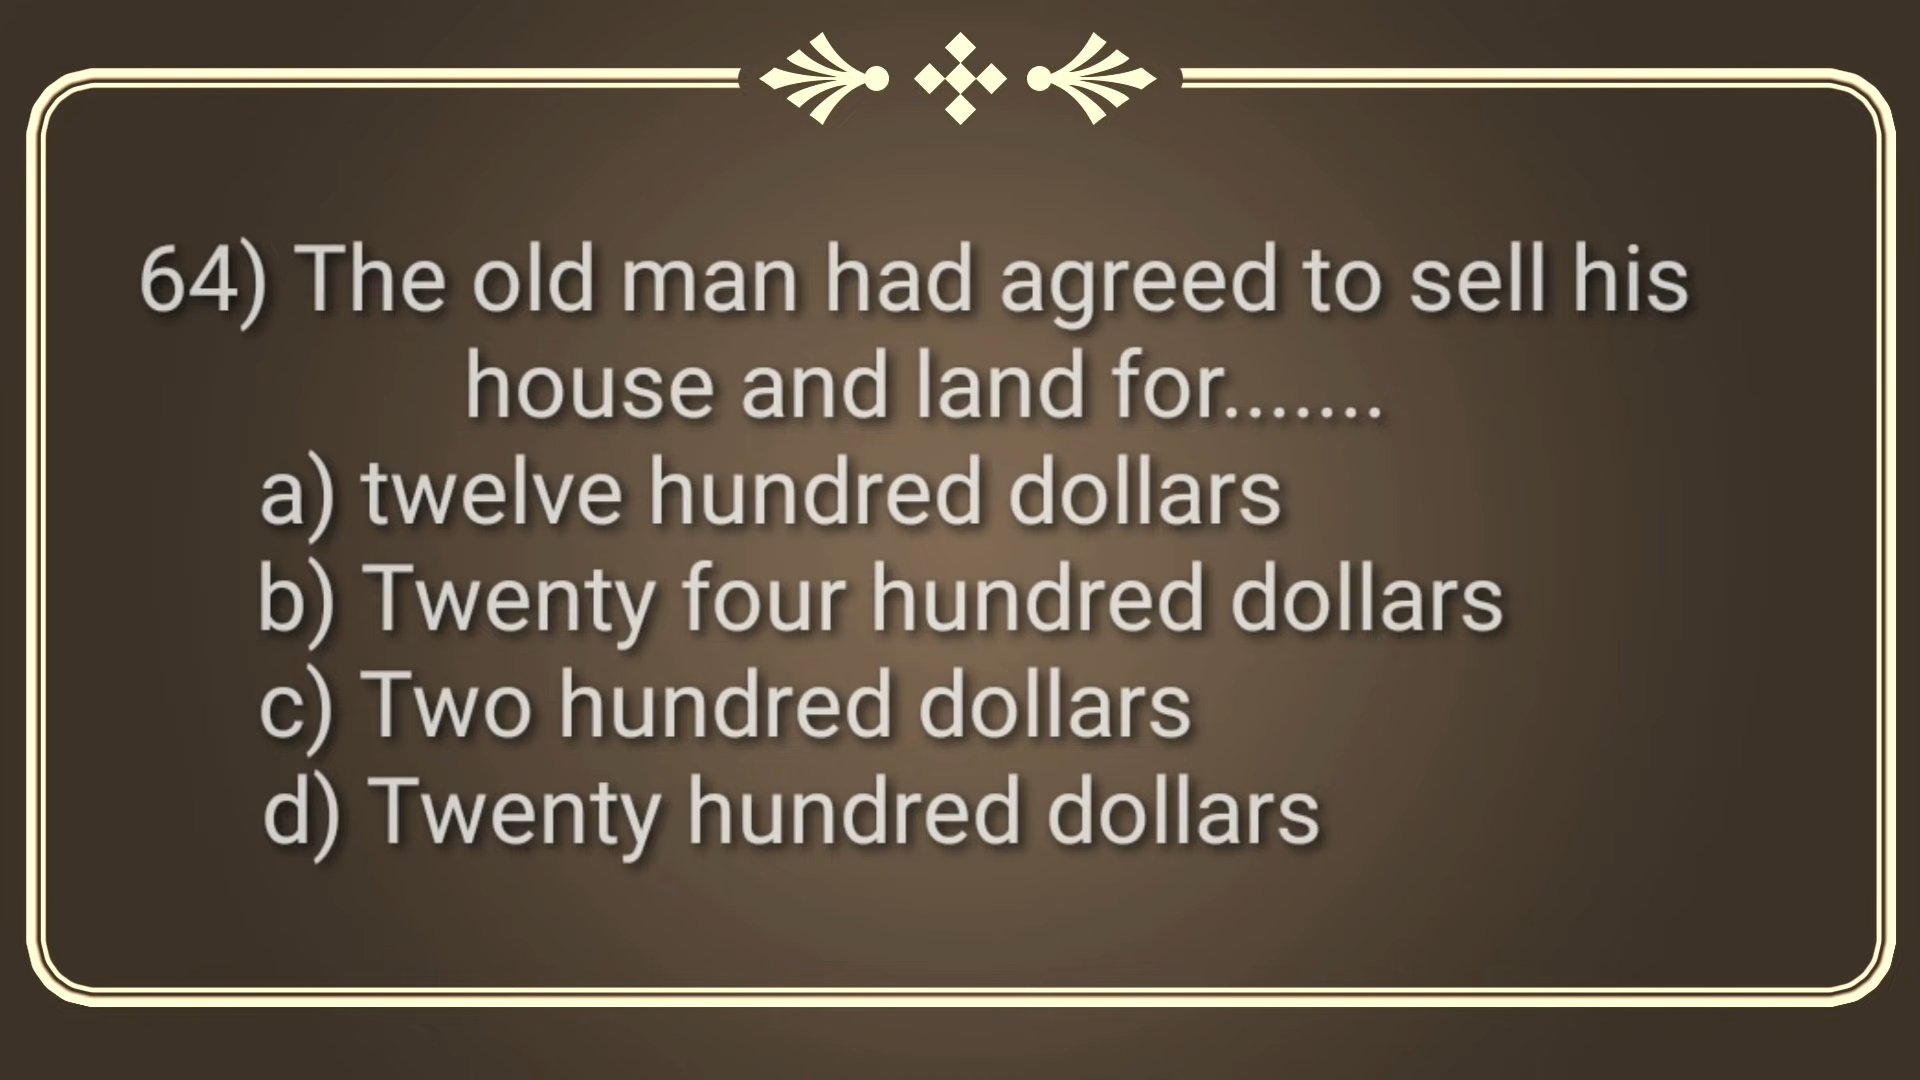 64) The old man had agreed to sell his
house and land for.......
a) twelve hundred dollars
b) Twenty four hundred dollars
c) Two hundred dollars
d) Twenty hundred dollars